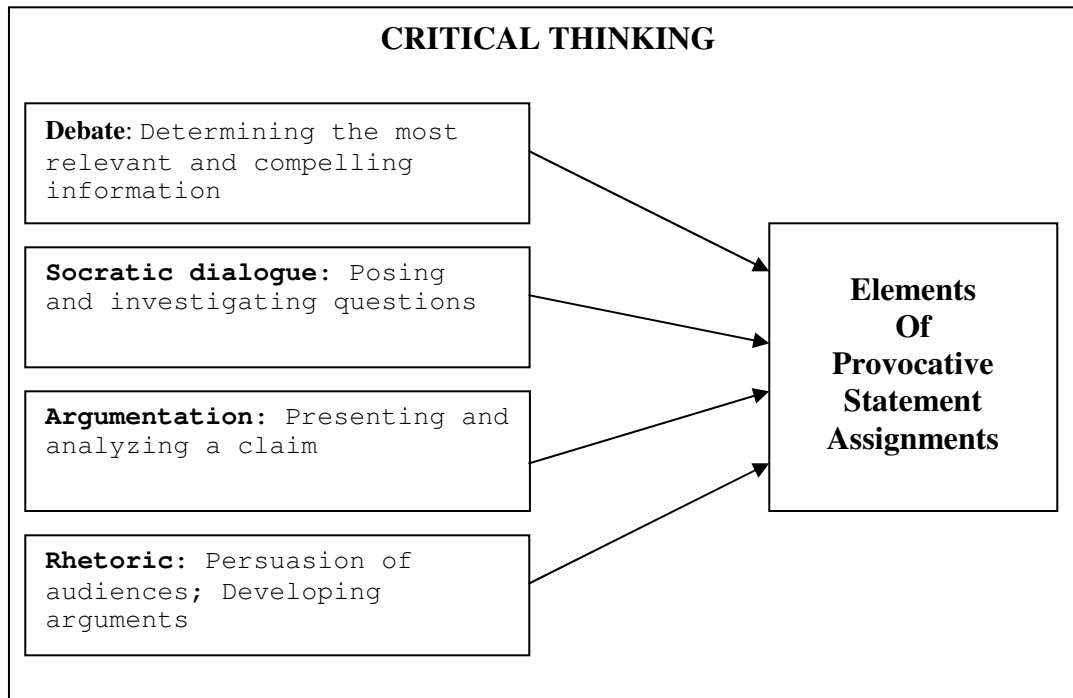 CRITICAL THINKING
Debate: Determining the most
relevant and compelling
information
Socratic dialogue: Posing
and investigating questions
Argumentation: Presenting and
analyzing a claim
Rhetoric: Persuasion of
audiences; Developing
arguments
Elements
Of
Provocative
Statement
Assignments